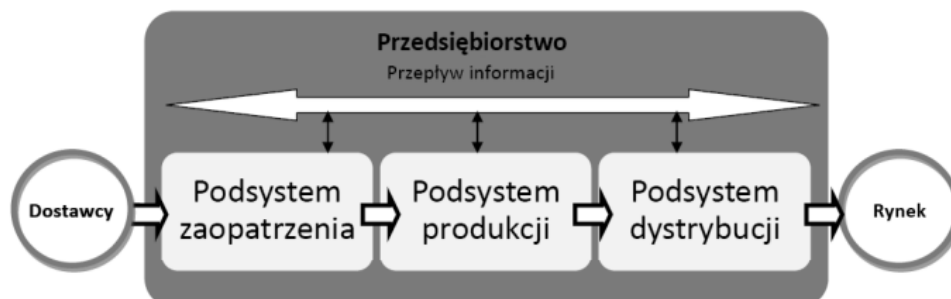 Przedsiębiorstwo
Przepływ informacji
Dostawcy
Podsystem
zaopatrzenia
Podsystem
produkcji
Podsystem
dystrybucji
Rynek